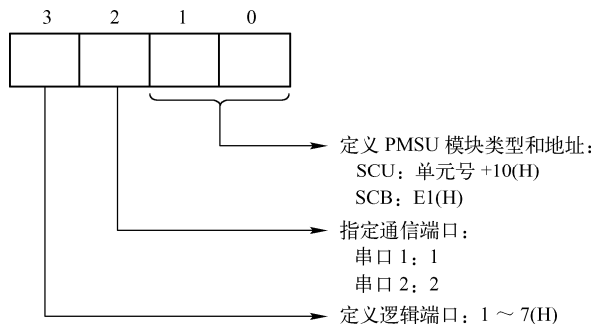 3 2 1 0
定义 PMSU 模块类型和地址：
SCU：单元号 +10(H)
SCB：E1(H)
指定通信端口：
串口 1：1
串口 2：2
定义逻辑端口：1 ～ 7(H)